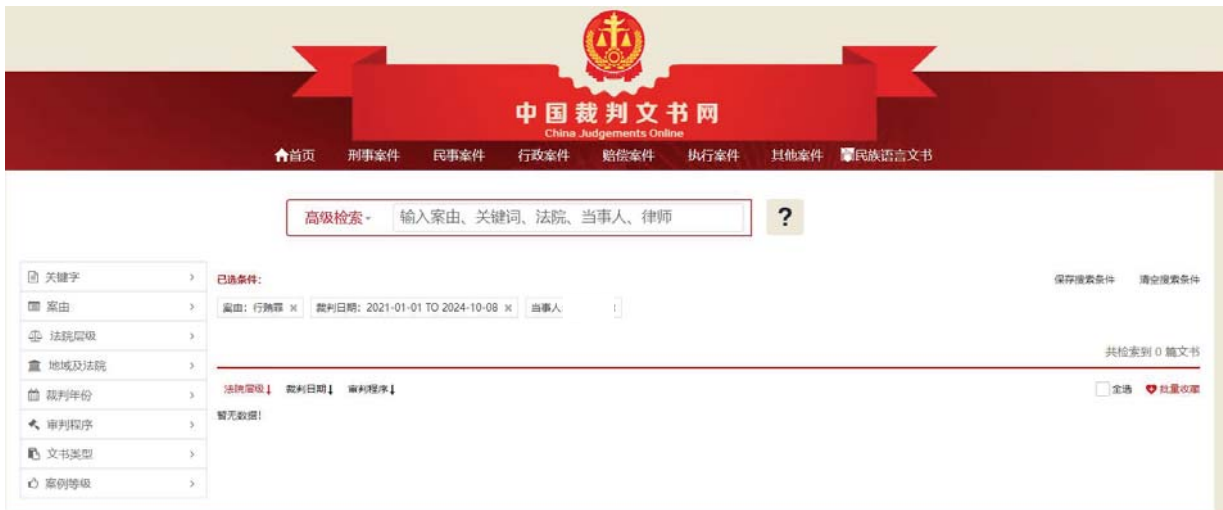 中国裁判文书网
China Judgements Online
首页 刑事案件 民事案件 行政案件 赔偿案件 执行案件 其他案件 民族语言文书
高级检索 输入案由、关键词、法院、当事人、律师 ?
关键字
案由
法院层级
地域及法院
裁判年份
审判程序
文书类型
案例等级
已选条件: 保存搜索条件 清空搜索条件
案由: 行贿罪 × 裁判日期: 2021-01-01 TO 2024-10-08 × 当事人
共检索到 0 篇文书
法院层级↓ 裁判日期↓ 审判程序↓ 全选 批量收藏
暂无数据!